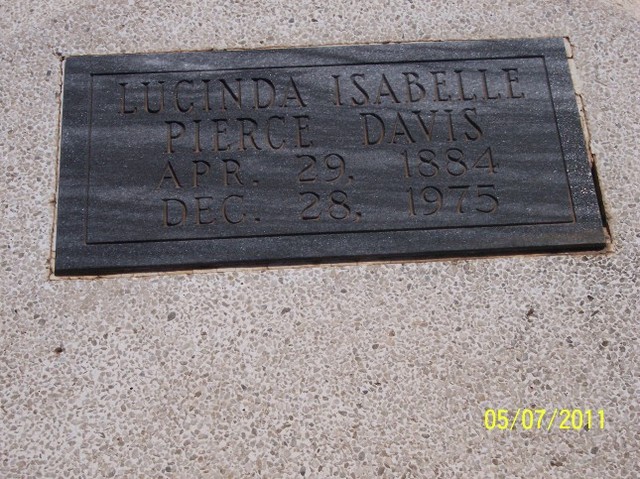 LUCINDA ISABELLE
PIERCE DAVIS
APR. 29, 1884
DEC. 28, 1975
05/07/2011